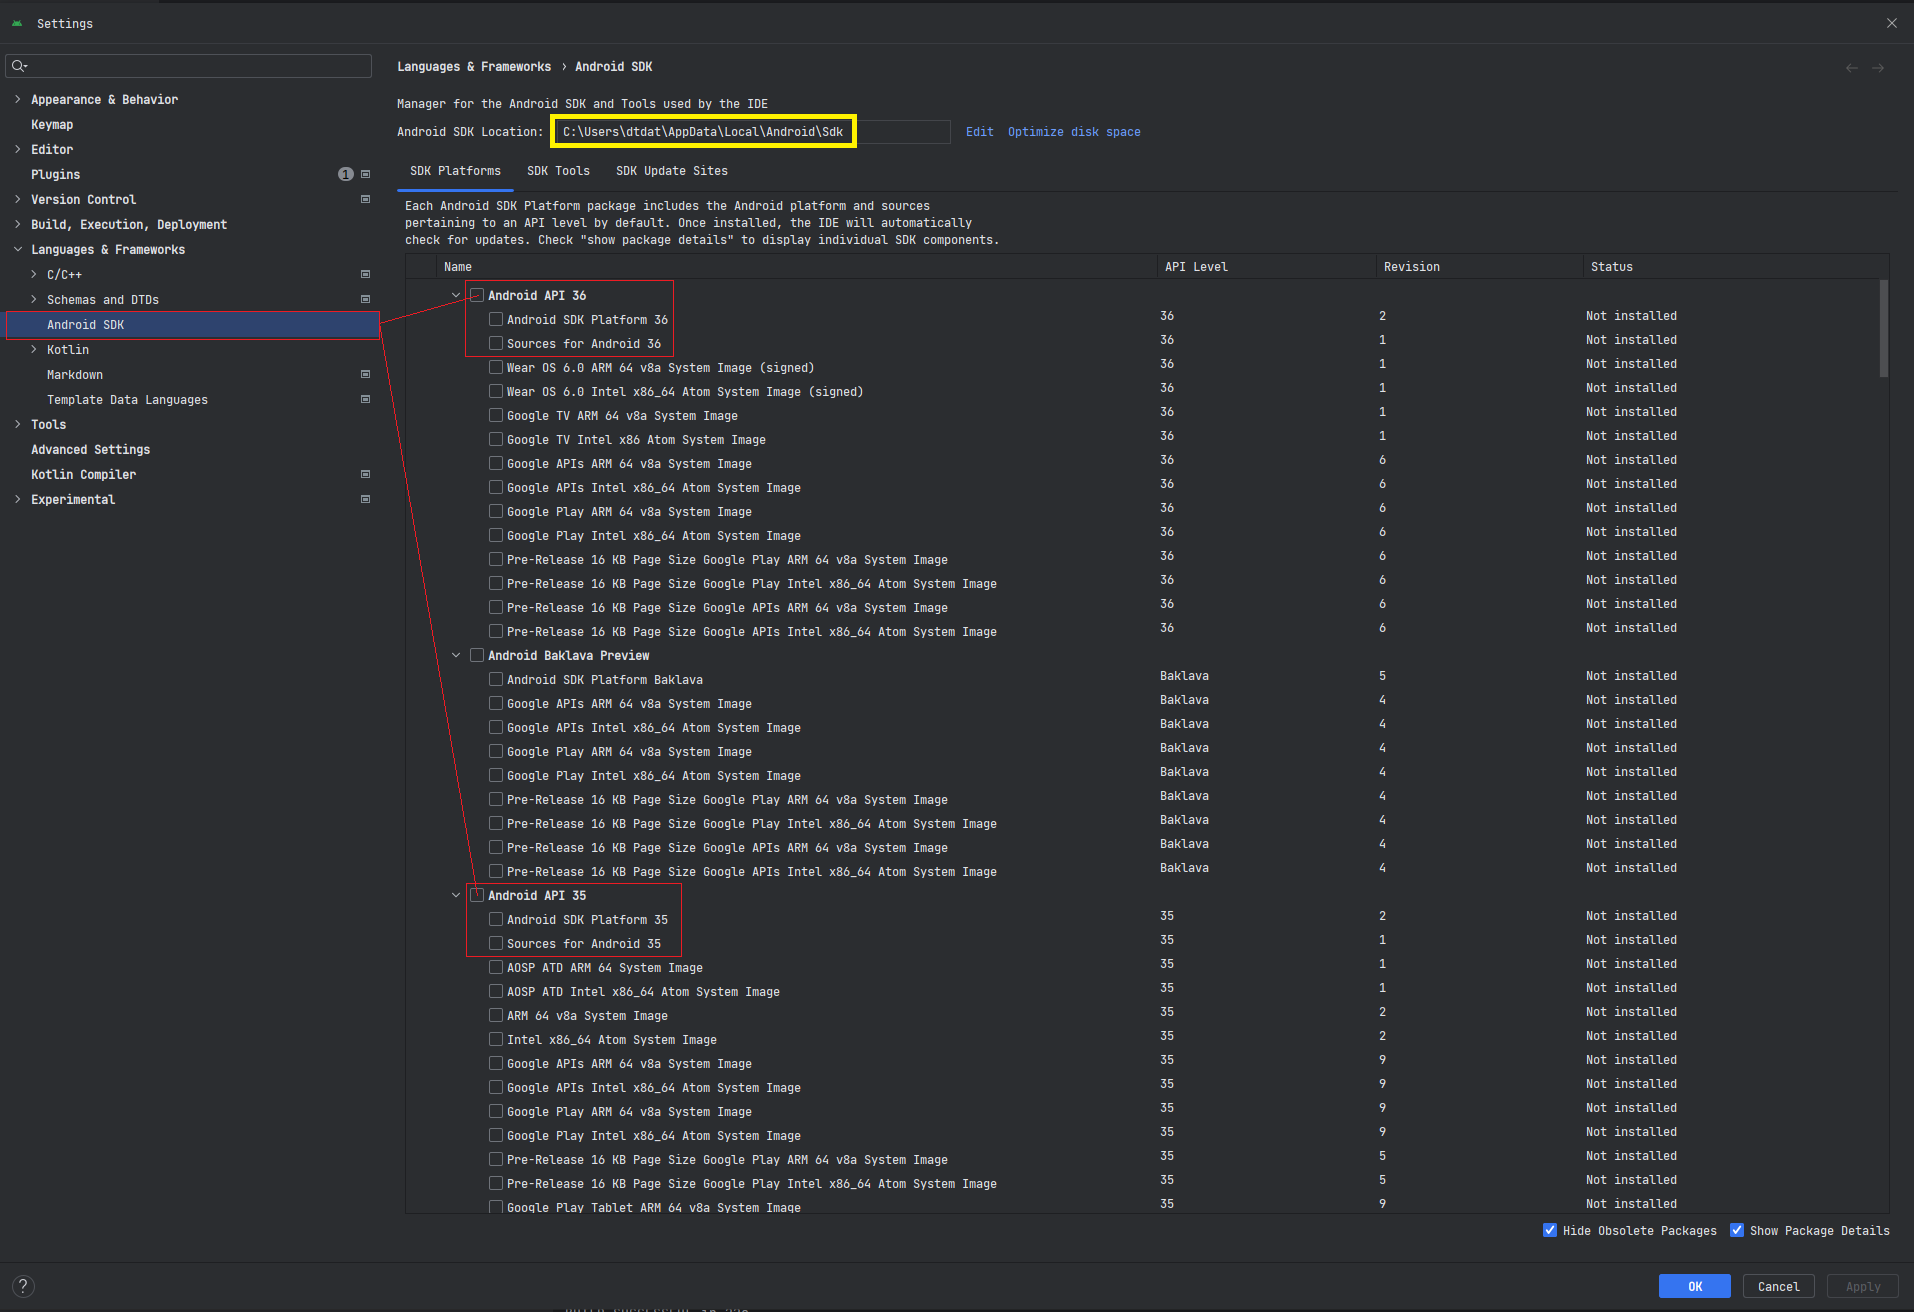 Settings
Languages & Frameworks › Android SDK
Appearance & Behavior
Keymap
Editor
Plugins 1
Version Control
Build, Execution, Deployment
Languages & Frameworks
C/C++
Schemas and DTDs
Android SDK
Kotlin
Markdown
Template Data Languages
Tools
Advanced Settings
Kotlin Compiler
Experimental
Manager for the Android SDK and Tools used by the IDE
Android SDK Location: C:\Users\dtdat\AppData\Local\Android\Sdk Edit Optimize disk space
SDK Platforms SDK Tools SDK Update Sites
Each Android SDK Platform package includes the Android platform and sources
pertaining to an API level by default. Once installed, the IDE will automatically
check for updates. Check "show package details" to display individual SDK components.
Name API Level Revision Status
Android API 36
Android SDK Platform 36 36 2 Not installed
Sources for Android 36 36 1 Not installed
Wear OS 6.0 ARM 64 v8a System Image (signed) 36 1 Not installed
Wear OS 6.0 Intel x86_64 Atom System Image (signed) 36 1 Not installed
Google TV ARM 64 v8a System Image 36 1 Not installed
Google TV Intel x86 Atom System Image 36 1 Not installed
Google APIs ARM 64 v8a System Image 36 6 Not installed
Google APIs Intel x86_64 Atom System Image 36 6 Not installed
Google Play ARM 64 v8a System Image 36 6 Not installed
Google Play Intel x86_64 Atom System Image 36 6 Not installed
Pre-Release 16 KB Page Size Google Play ARM 64 v8a System Image 36 6 Not installed
Pre-Release 16 KB Page Size Google Play Intel x86_64 Atom System Image 36 6 Not installed
Pre-Release 16 KB Page Size Google APIs ARM 64 v8a System Image 36 6 Not installed
Pre-Release 16 KB Page Size Google APIs Intel x86_64 Atom System Image 36 6 Not installed
Android Baklava Preview
Android SDK Platform Baklava Baklava 5 Not installed
Google APIs ARM 64 v8a System Image Baklava 4 Not installed
Google APIs Intel x86_64 Atom System Image Baklava 4 Not installed
Google Play ARM 64 v8a System Image Baklava 4 Not installed
Google Play Intel x86_64 Atom System Image Baklava 4 Not installed
Pre-Release 16 KB Page Size Google Play ARM 64 v8a System Image Baklava 4 Not installed
Pre-Release 16 KB Page Size Google Play Intel x86_64 Atom System Image Baklava 4 Not installed
Pre-Release 16 KB Page Size Google APIs ARM 64 v8a System Image Baklava 4 Not installed
Pre-Release 16 KB Page Size Google APIs Intel x86_64 Atom System Image Baklava 4 Not installed
Android API 35
Android SDK Platform 35 35 2 Not installed
Sources for Android 35 35 1 Not installed
AOSP ATD ARM 64 System Image 35 1 Not installed
AOSP ATD Intel x86_64 Atom System Image 35 1 Not installed
ARM 64 v8a System Image 35 2 Not installed
Intel x86_64 Atom System Image 35 2 Not installed
Google APIs ARM 64 v8a System Image 35 9 Not installed
Google APIs Intel x86_64 Atom System Image 35 9 Not installed
Google Play ARM 64 v8a System Image 35 9 Not installed
Google Play Intel x86_64 Atom System Image 35 9 Not installed
Pre-Release 16 KB Page Size Google Play ARM 64 v8a System Image 35 5 Not installed
Pre-Release 16 KB Page Size Google Play Intel x86_64 Atom System Image 35 5 Not installed
Google Play Tablet ARM 64 v8a System Image 35 9 Not installed
Hide Obsolete Packages Show Package Details
? OK Cancel Apply